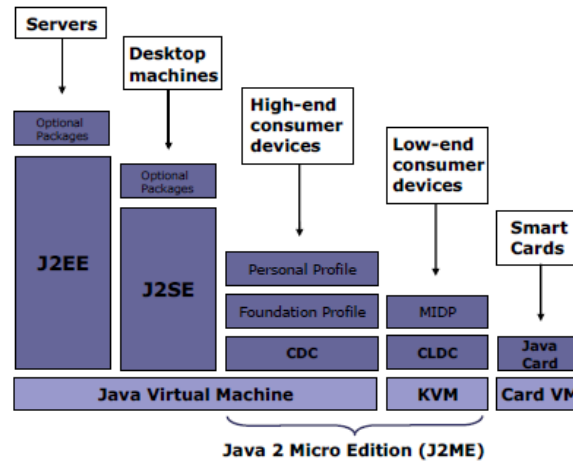 Servers
Desktop
machines
High-end
consumer
devices
Low-end
consumer
devices
Smart
Cards
Optional
Packages
Optional
Packages
J2EE
J2SE
Personal Profile
Foundation Profile
CDC
MIDP
CLDC
Java
Card
Java Virtual Machine
KVM
Card VM
Java 2 Micro Edition (J2ME)